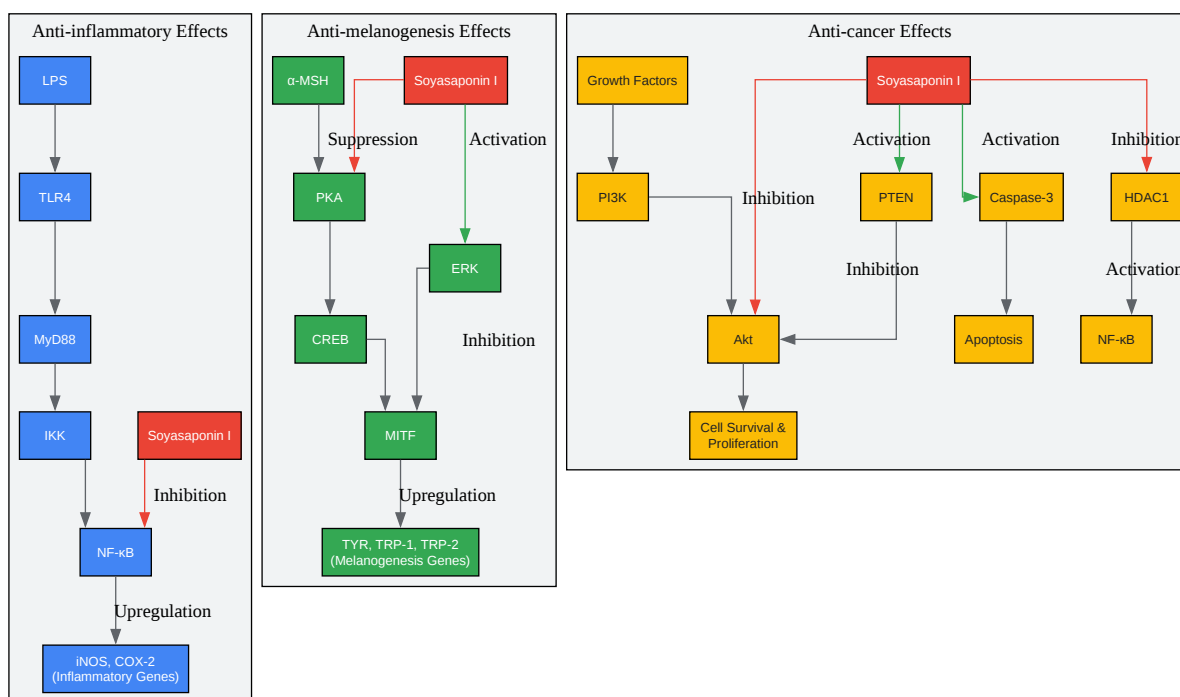 Anti-inflammatory Effects
LPS
TLR4
MyD88
IKK
Soyasaponin I
Inhibition
NF-κB
Upregulation
iNOS, COX-2
(Inflammatory Genes)
Anti-melanogenesis Effects
α-MSH
Soyasaponin I
Suppression
Activation
PKA
ERK
CREB
Inhibition
MITF
Upregulation
TYR, TRP-1, TRP-2
(Melanogenesis Genes)
Anti-cancer Effects
Growth Factors
Soyasaponin I
Activation
Activation
Inhibition
PI3K
Inhibition
PTEN
Caspase-3
HDAC1
Inhibition
Activation
Akt
Apoptosis
NF-κB
Cell Survival &
Proliferation